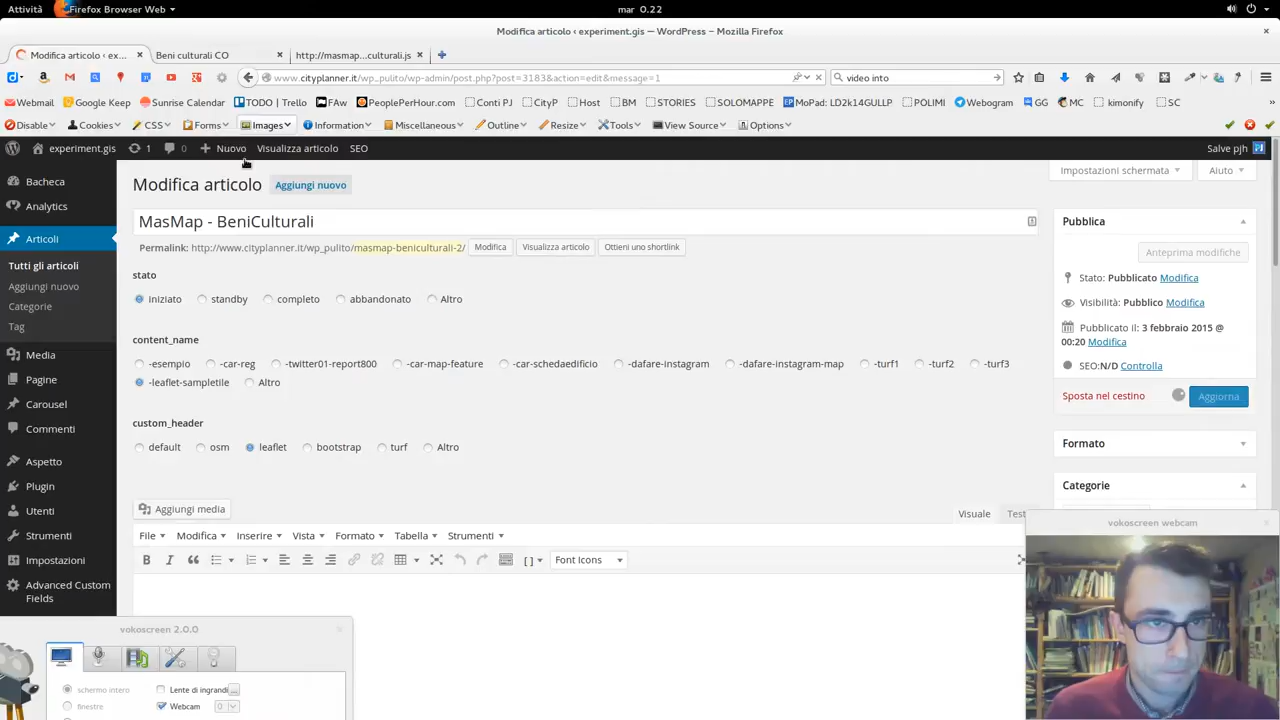 Attività Firefox Browser Web mar 0.22
Modifica articolo ‹ experiment.gis — WordPress – Mozilla Firefox
Modifica articolo ‹ ex... Beni culturali CO http://masmap...culturali.js
www.cityplanner.it/wp_pulito/wp-admin/post.php?post=3183&action=edit&message=1 video into
Webmail Google Keep Sunrise Calendar TODO | Trello FAw PeoplePerHour.com Conti PJ CityP Host BM STORIES SOLOMAPPE MoPad: LD2k14GULLP POLIMI Webogram GG MC kimonify SC
Disable Cookies CSS Forms Images Information Miscellaneous Outline Resize Tools View Source Options
experiment.gis 1 0 Nuovo Visualizza articolo SEO Salve pjh
Impostazioni schermata Aiuto
Modifica articolo Aggiungi nuovo
MasMap - BeniCulturali
Permalink: http://www.cityplanner.it/wp_pulito/masmap-beniculturali-2/ Modifica Visualizza articolo Ottieni uno shortlink
stato
iniziato standby completo abbandonato Altro
content_name
-esempio -car-reg -twitter01-report800 -car-map-feature -car-schedaedificio -dafare-instagram -dafare-instagram-map -turf1 -turf2 -turf3
-leaflet-sampletile Altro
custom_header
default osm leaflet bootstrap turf Altro
Aggiungi media
Visuale Test
File Modifica Inserire Vista Formato Tabella Strumenti
B I Font Icons
Bacheca
Analytics
Articoli
Tutti gli articoli
Aggiungi nuovo
Categorie
Tag
Media
Pagine
Carousel
Commenti
Aspetto
Plugin
Utenti
Strumenti
Impostazioni
Advanced Custom
Fields
Pubblica
Anteprima modifiche
Stato: Pubblicato Modifica
Visibilità: Pubblico Modifica
Pubblicato il: 3 febbraio 2015 @
00:20 Modifica
SEO:N/D Controlla
Sposta nel cestino Aggiorna
Formato
Categorie
vokoscreen webcam
vokoscreen 2.0.0
schermo intero Lente di ingrandi ...
finestre Webcam 0